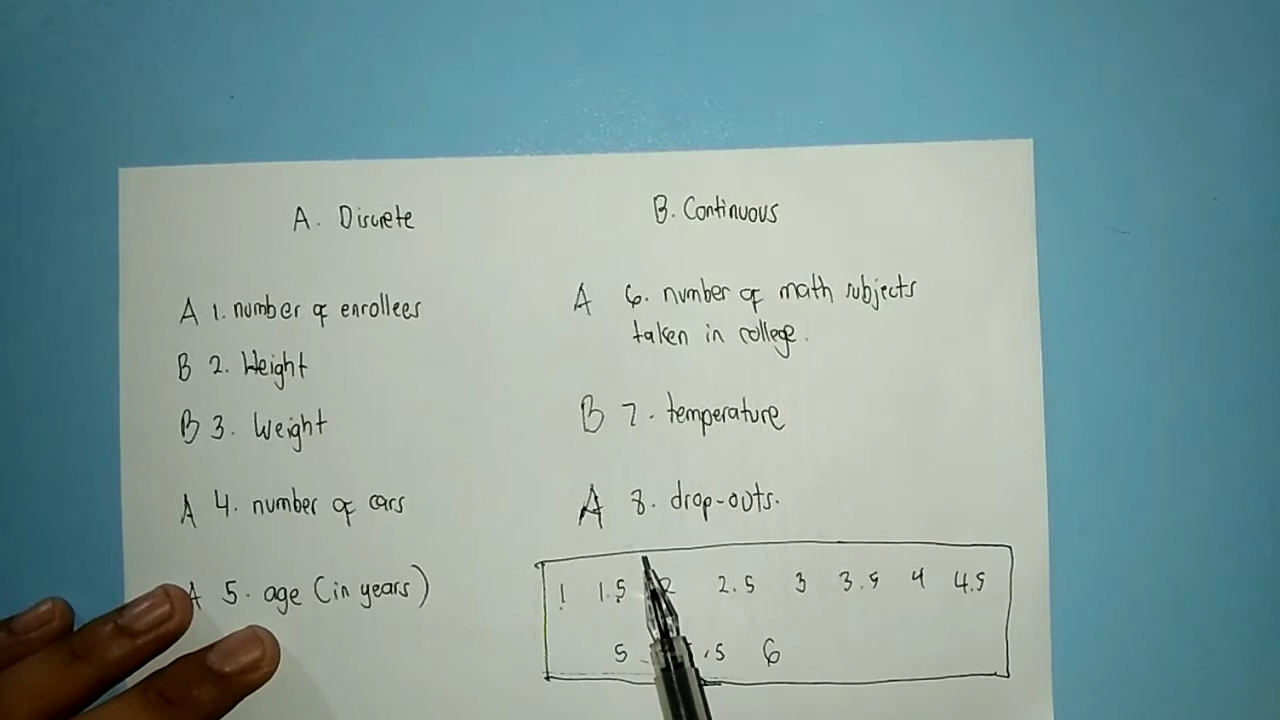 A. Discrete
B. Continuous
A 1. number of enrollees
B 2. Height
B 3. Weight
A 4. number of cars
A 5. age (in years)
A 6. number of math subjects
taken in college.
B 7. temperature
A 8. drop-outs.
1 1.5 2 2.5 3 3.5 4 4.5
5 .5 6